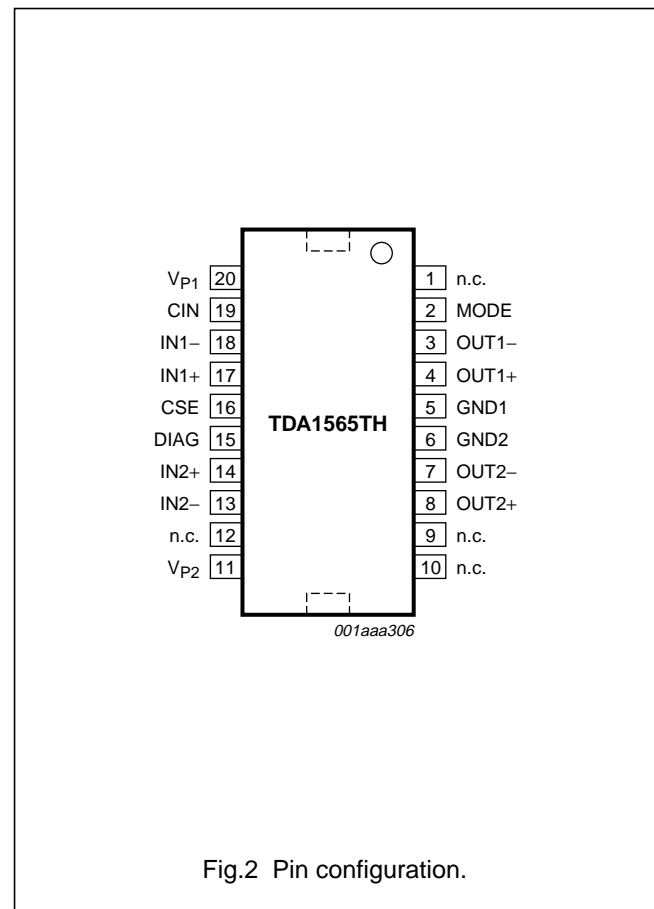 VP1 20 1 n.c.
CIN 19 2 MODE
IN1− 18 3 OUT1−
IN1+ 17 4 OUT1+
CSE 16 5 GND1
TDA1565TH
DIAG 15 6 GND2
IN2+ 14 7 OUT2−
IN2− 13 8 OUT2+
n.c. 12 9 n.c.
VP2 11 10 n.c.
001aaa306
Fig.2 Pin configuration.